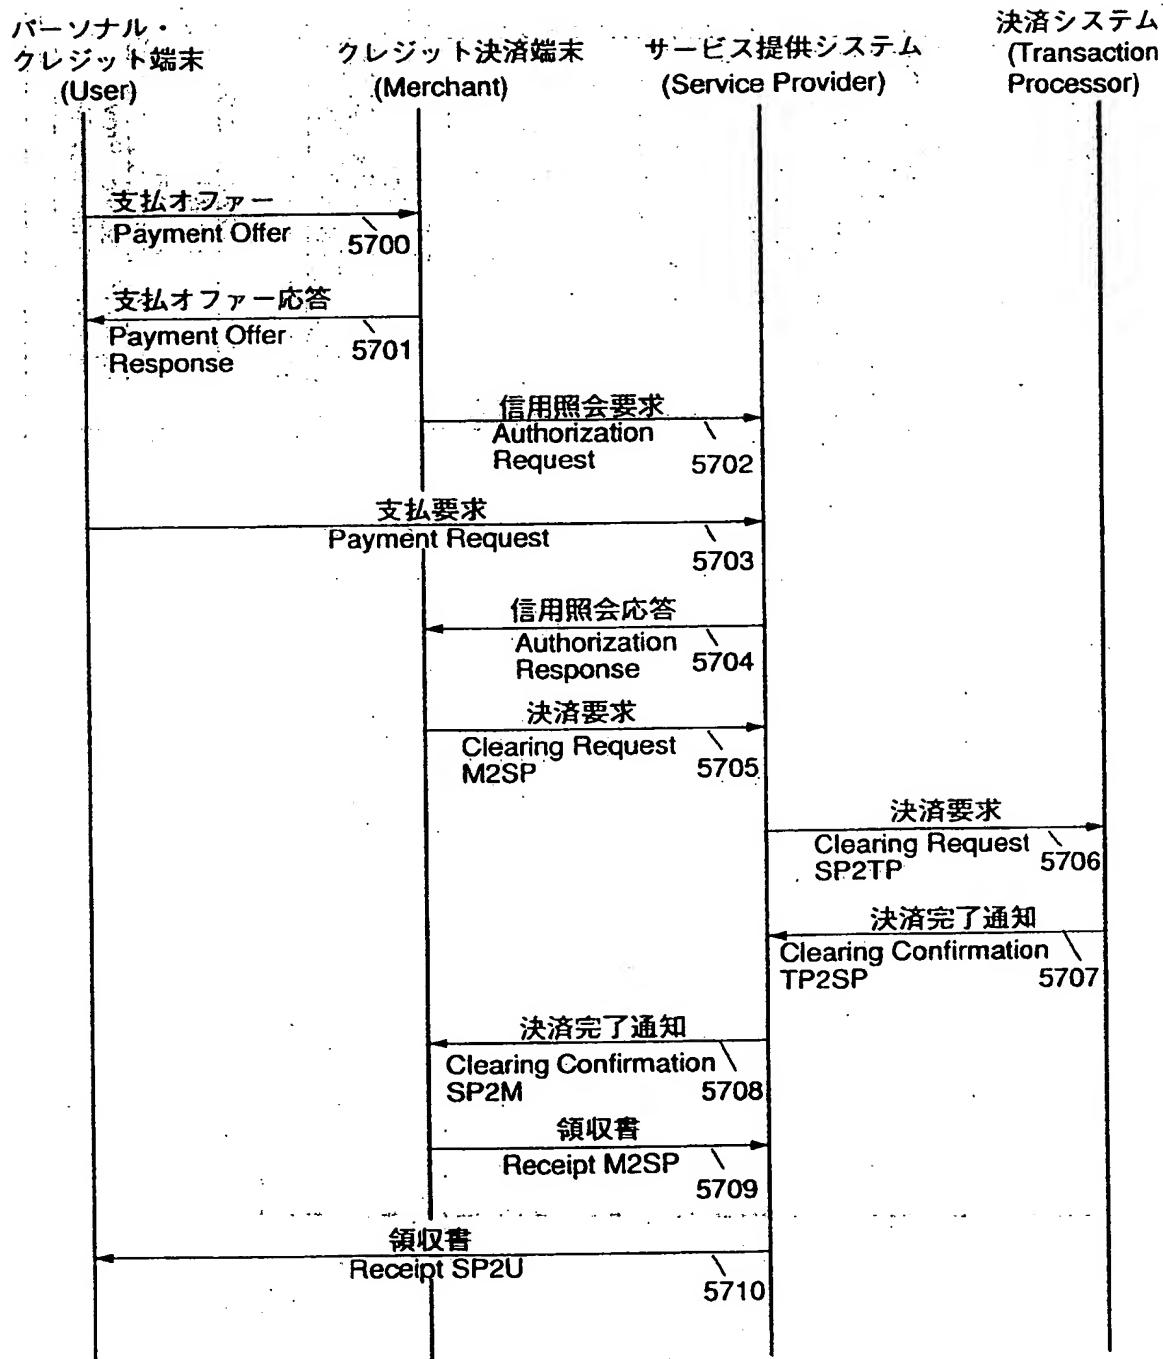 パーソナル・
クレジット端末
(User)
クレジット決済端末
(Merchant)
サービス提供システム
(Service Provider)
決済システム
(Transaction
Processor)
支払オファー
Payment Offer
5700
支払オファー応答
Payment Offer
Response
5701
信用照会要求
Authorization
Request
5702
支払要求
Payment Request
5703
信用照会応答
Authorization
Response
5704
決済要求
Clearing Request
M2SP
5705
決済要求
Clearing Request
SP2TP
5706
決済完了通知
Clearing Confirmation
TP2SP
5707
決済完了通知
Clearing Confirmation
SP2M
5708
領収書
Receipt M2SP
5709
領収書
Receipt SP2U
5710